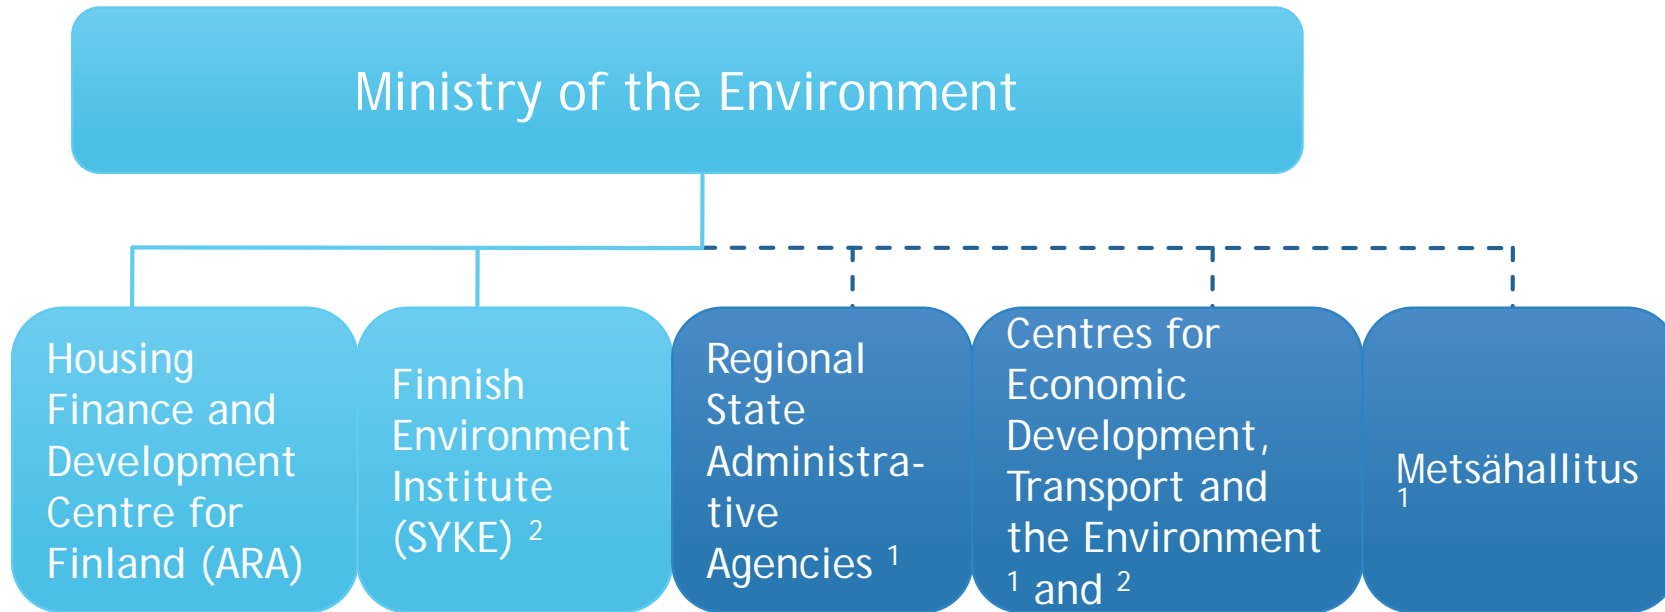 Ministry of the Environment
Housing
Finance and
Development
Centre for
Finland (ARA)
Finnish
Environment
Institute
(SYKE) ²
Regional
State
Administra-
tive
Agencies ¹
Centres for
Economic
Development,
Transport and
the Environment
¹ and ²
Metsähallitus
¹